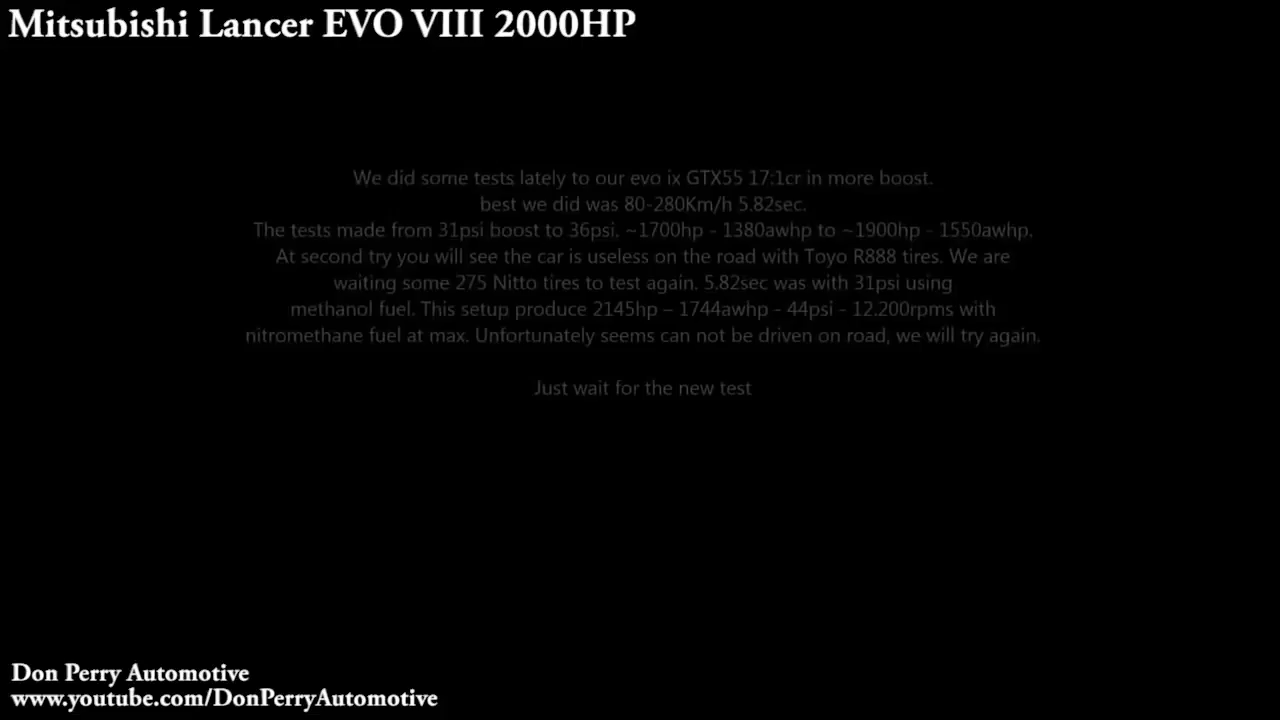 Mitsubishi Lancer EVO VIII 2000HP
We did some tests lately to our evo ix GTX55 17:1cr in more boost.
best we did was 80-280Km/h 5.82sec.
The tests made from 31psi boost to 36psi. ~1700hp - 1380awhp to ~1900hp - 1550awhp.
At second try you will see the car is useless on the road with Toyo R888 tires. We are
waiting some 275 Nitto tires to test again. 5.82sec was with 31psi using
methanol fuel. This setup produce 2145hp – 1744awhp - 44psi - 12.200rpms with
nitromethane fuel at max. Unfortunately seems can not be driven on road, we will try again.
Just wait for the new test
Don Perry Automotive
www.youtube.com/DonPerryAutomotive